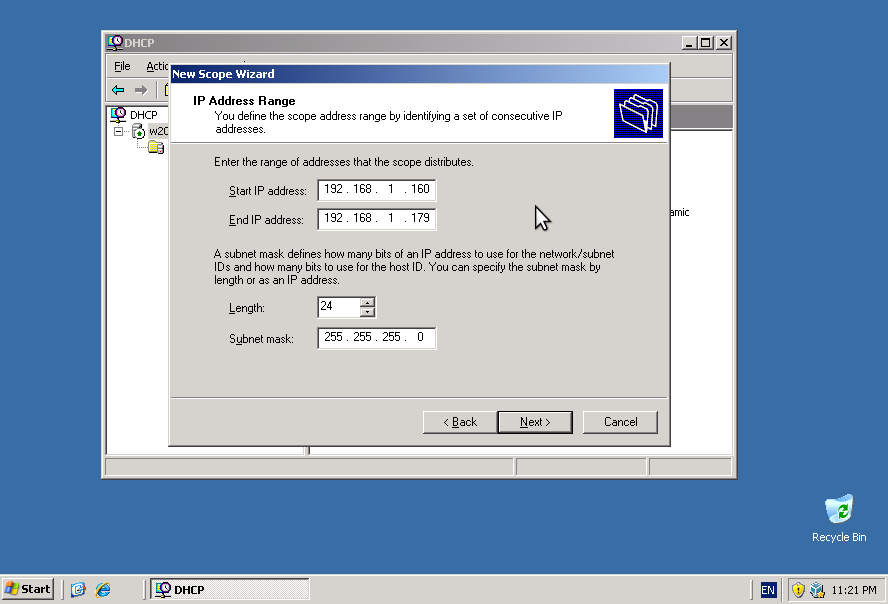 DHCP
File Actio
New Scope Wizard
IP Address Range
You define the scope address range by identifying a set of consecutive IP
addresses.
DHCP
w20
Enter the range of addresses that the scope distributes.
Start IP address: 192 . 168 . 1 . 160
End IP address: 192 . 168 . 1 . 179
amic
A subnet mask defines how many bits of an IP address to use for the network/subnet
IDs and how many bits to use for the host ID. You can specify the subnet mask by
length or as an IP address.
Length: 24
Subnet mask: 255 . 255 . 255 . 0
< Back Next > Cancel
Recycle Bin
Start DHCP EN 11:21 PM